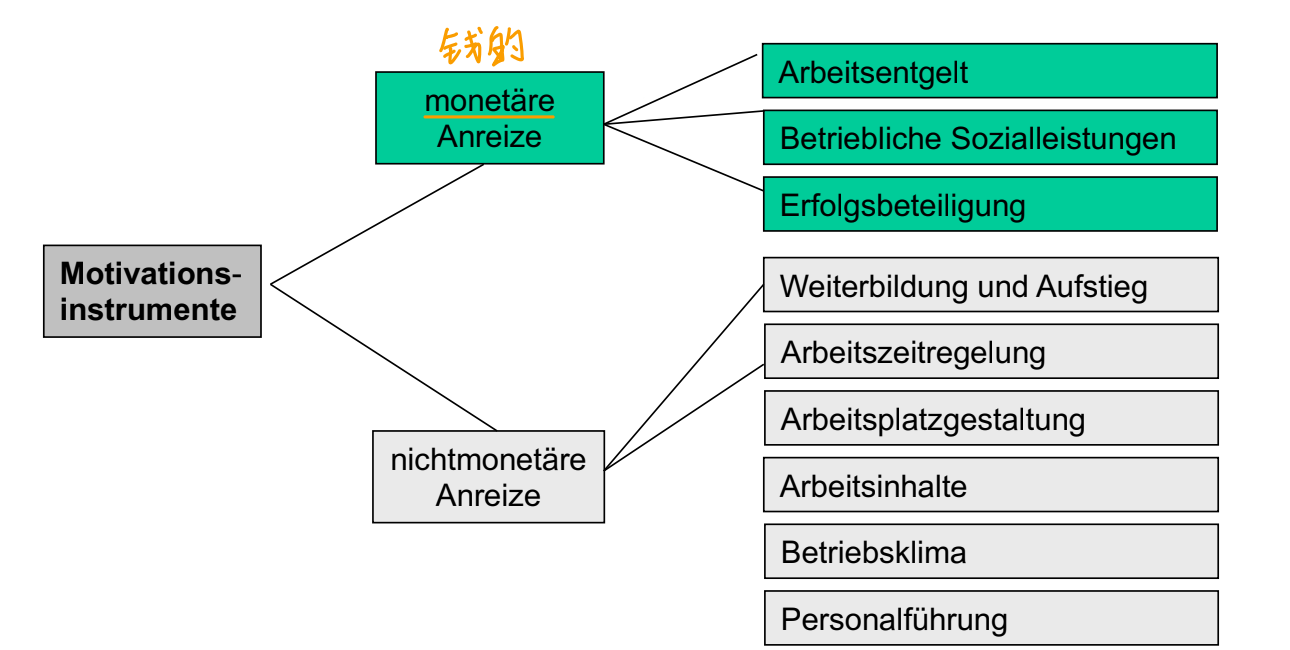 钱的
monetäre
Anreize
Arbeitsentgelt
Betriebliche Sozialleistungen
Erfolgsbeteiligung
Motivations-
instrumente
Weiterbildung und Aufstieg
Arbeitszeitregelung
Arbeitsplatzgestaltung
nichtmonetäre
Anreize
Arbeitsinhalte
Betriebsklima
Personalführung